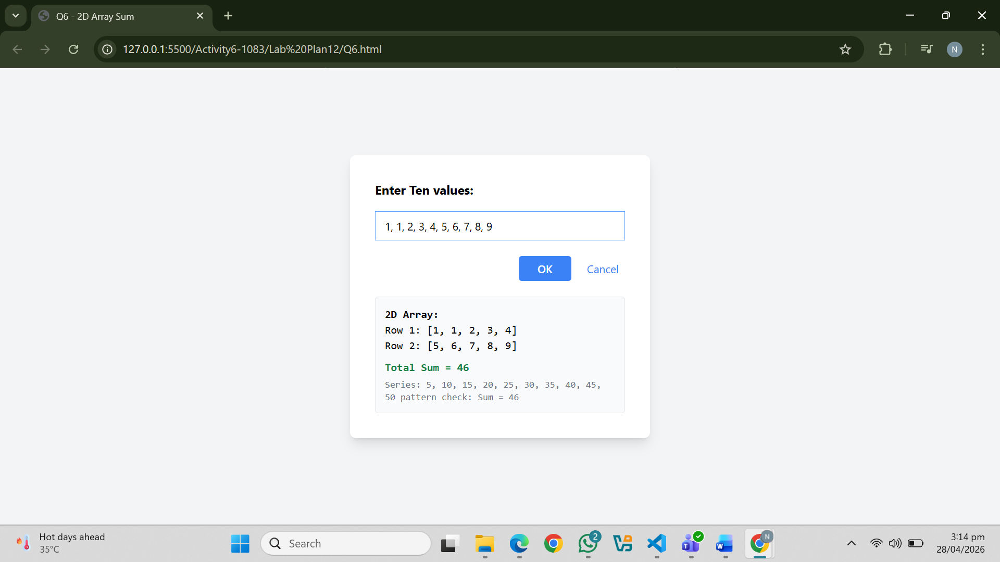 Q6 - 2D Array Sum
127.0.0.1:5500/Activity6-1083/Lab%20Plan12/Q6.html
N
Enter Ten values:
1, 1, 2, 3, 4, 5, 6, 7, 8, 9
OK
Cancel
2D Array:
Row 1: [1, 1, 2, 3, 4]
Row 2: [5, 6, 7, 8, 9]
Total Sum = 46
Series: 5, 10, 15, 20, 25, 30, 35, 40, 45,
50 pattern check: Sum = 46
Hot days ahead
35°C
Search
2
T
W
N
3:14 pm
28/04/2026